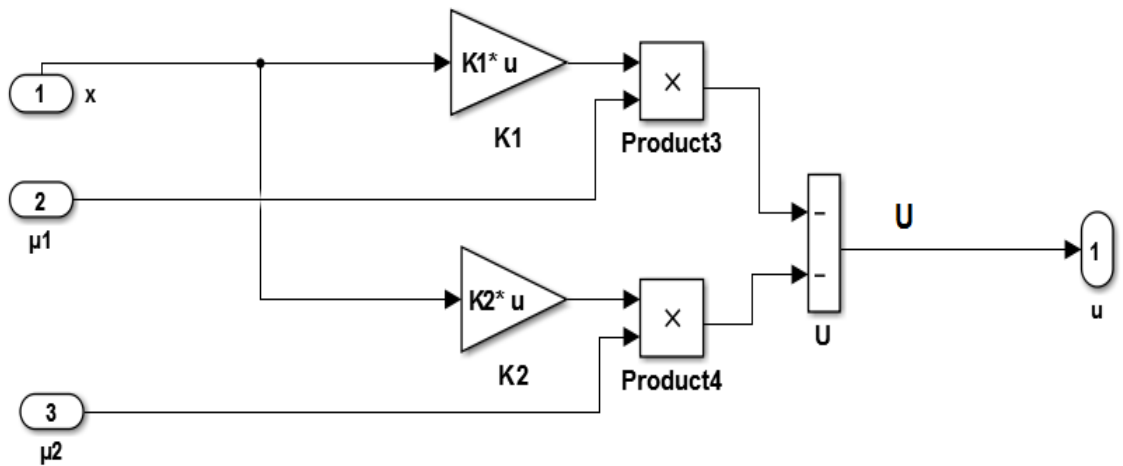 1
x
K1* u
K1
×
Product3
2
µ1
−
−
U
U
1
u
K2* u
K2
×
Product4
3
µ2